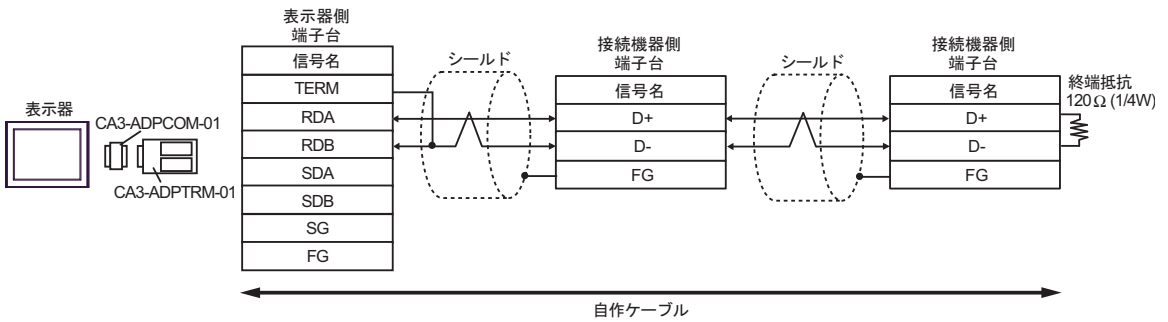 表示器
CA3-ADPCOM-01
CA3-ADPTRM-01
表示器側
端子台
信号名
TERM
RDA
RDB
SDA
SDB
SG
FG
シールド
接続機器側
端子台
信号名
D+
D-
FG
シールド
接続機器側
端子台
信号名
D+
D-
FG
終端抵抗
120Ω (1/4W)
自作ケーブル